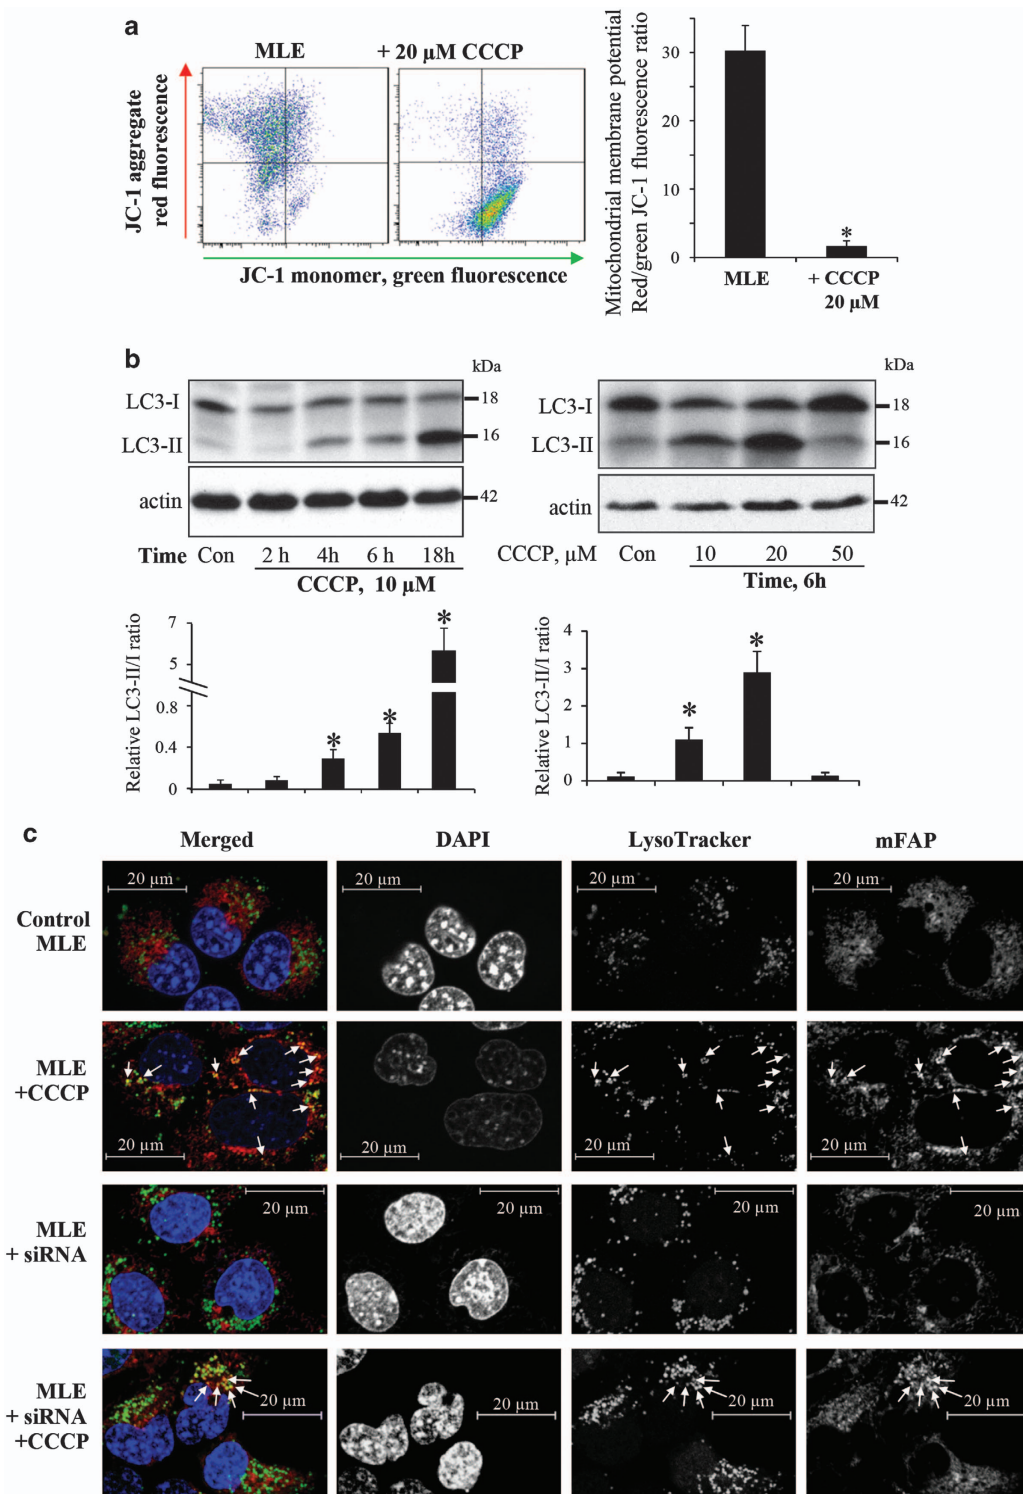 a
MLE
+ 20 µM CCCP
JC-1 aggregate
red fluorescence
JC-1 monomer, green fluorescence
Mitochondrial membrane potential
Red/green JC-1 fluorescence ratio
30
20
10
0
*
MLE
+ CCCP
20 µM
b
kDa
LC3-I
18
LC3-II
16
actin
42
Time Con 2 h 4h 6 h 18h
CCCP, 10 µM
kDa
LC3-I
18
LC3-II
16
actin
42
CCCP, µM Con 10 20 50
Time, 6h
Relative LC3-II/I ratio
7
5
0.8
0.4
0
* * *
Relative LC3-II/I ratio
4
3
2
1
0
* *
c
Merged DAPI LysoTracker mFAP
Control
MLE
20 µm 20 µm 20 µm 20 µm
MLE
+CCCP
20 µm 20 µm 20 µm 20 µm
MLE
+ siRNA
20 µm 20 µm 20 µm 20 µm
MLE
+ siRNA
+CCCP
20 µm 20 µm 20 µm 20 µm